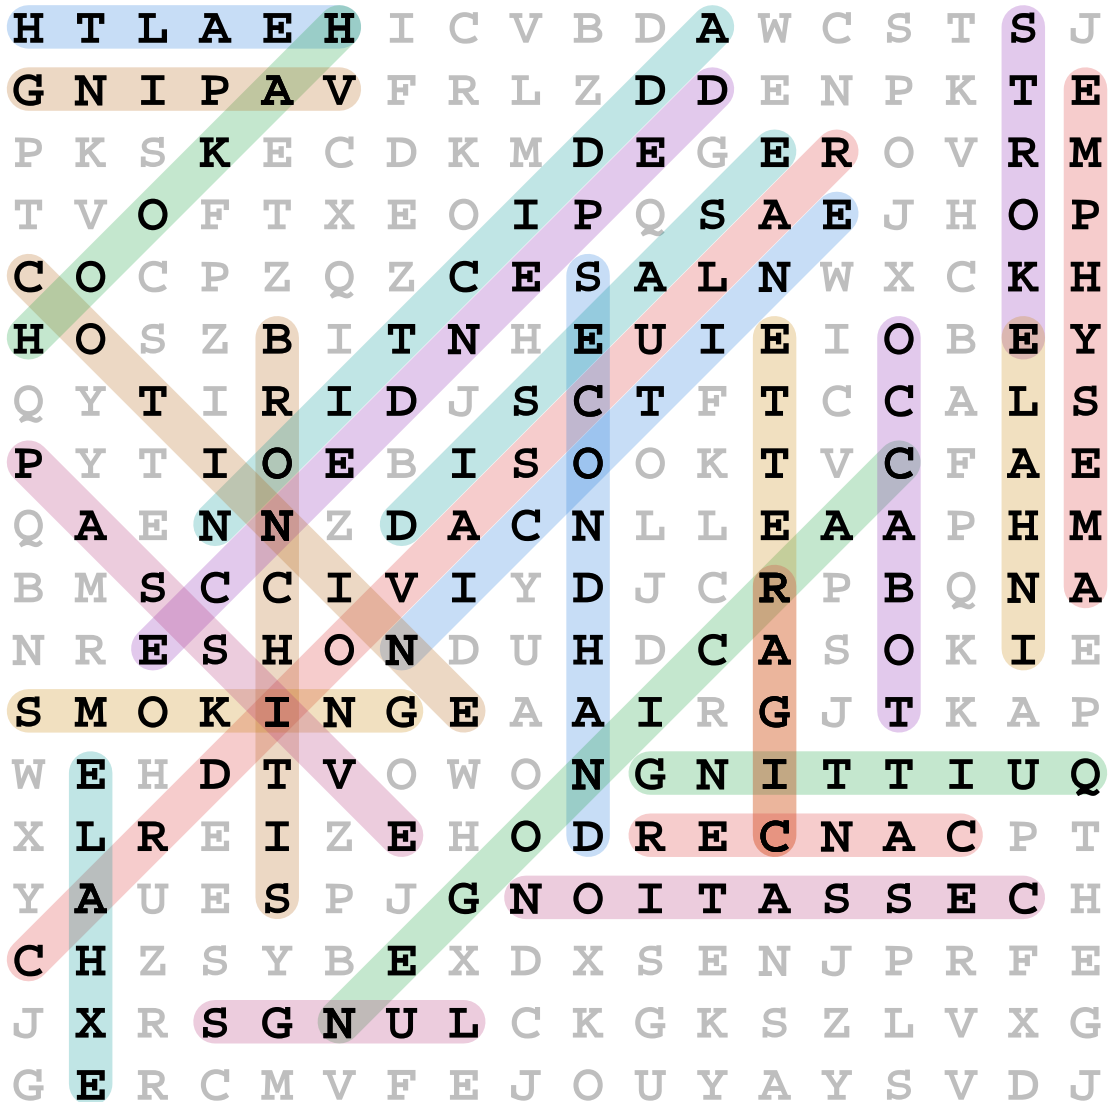 H T L A E H I C V B D A W C S T S J
G N I P A V F R L Z D D E N P K T E
P K S K E C D K M D E G E R O V R M
T V O F T X E O I P Q S A E J H O P
C O C P Z Q Z C E S A L N W X C K H
H O S Z B I T N H E U I E I O B E Y
Q Y T I R I D J S C T F T C C A L S
P Y T I O E B I S O O K T V C F A E
Q A E N N Z D A C N L L E A A P H M
B M S C C I V I Y D J C R P B Q N A
N R E S H O N D U H D C A S O K I E
S M O K I N G E A A I R G J T K A P
W E H D T V O W O N G N I T T I U Q
X L R E I Z E H O D R E C N A C P T
Y A U E S P J G N O I T A S S E C H
C H Z S Y B E X D X S E N J P R F E
J X R S G N U L C K G K S Z L V X G
G E R C M V F E J O U Y A Y S V D J